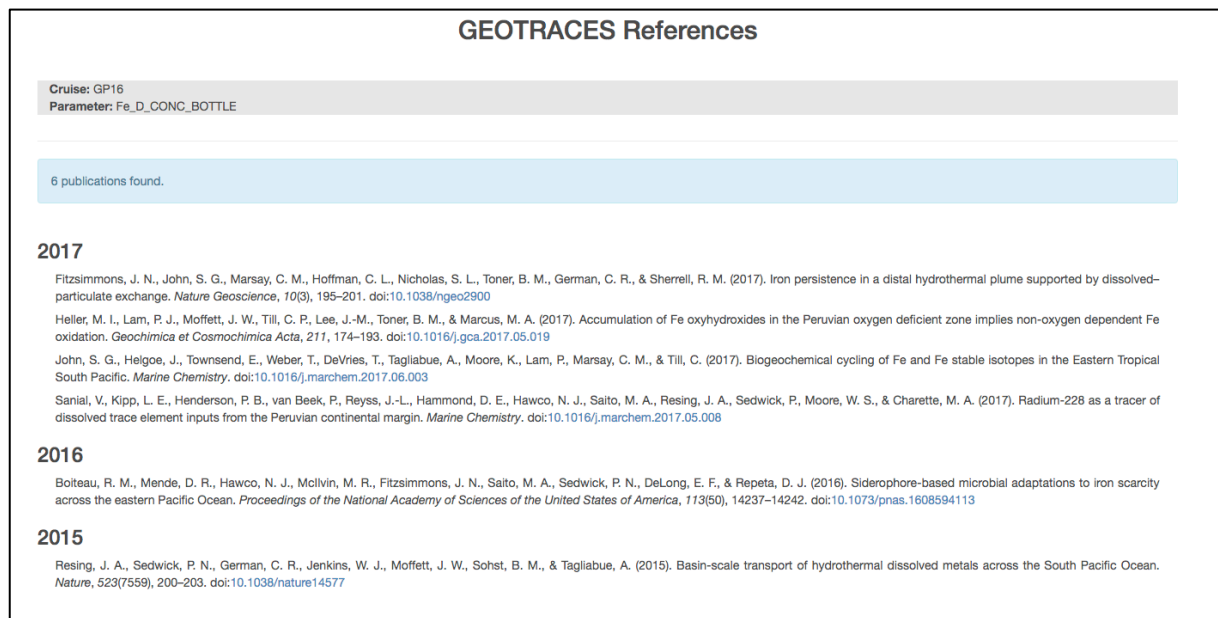 GEOTRACES References
Cruise: GP16
Parameter: Fe_D_CONC_BOTTLE
6 publications found.
2017
Fitzsimmons, J. N., John, S. G., Marsay, C. M., Hoffman, C. L., Nicholas, S. L., Toner, B. M., German, C. R., & Sherrell, R. M. (2017). Iron persistence in a distal hydrothermal plume supported by dissolved–
particulate exchange. Nature Geoscience, 10(3), 195–201. doi:10.1038/ngeo2900
Heller, M. I., Lam, P. J., Moffett, J. W., Till, C. P., Lee, J.-M., Toner, B. M., & Marcus, M. A. (2017). Accumulation of Fe oxyhydroxides in the Peruvian oxygen deficient zone implies non-oxygen dependent Fe
oxidation. Geochimica et Cosmochimica Acta, 211, 174–193. doi:10.1016/j.gca.2017.05.019
John, S. G., Helgoe, J., Townsend, E., Weber, T., DeVries, T., Tagliabue, A., Moore, K., Lam, P., Marsay, C. M., & Till, C. (2017). Biogeochemical cycling of Fe and Fe stable isotopes in the Eastern Tropical
South Pacific. Marine Chemistry. doi:10.1016/j.marchem.2017.06.003
Sanial, V., Kipp, L. E., Henderson, P. B., van Beek, P., Reyss, J.-L., Hammond, D. E., Hawco, N. J., Saito, M. A., Resing, J. A., Sedwick, P., Moore, W. S., & Charette, M. A. (2017). Radium-228 as a tracer of
dissolved trace element inputs from the Peruvian continental margin. Marine Chemistry. doi:10.1016/j.marchem.2017.05.008
2016
Boiteau, R. M., Mende, D. R., Hawco, N. J., McIlvin, M. R., Fitzsimmons, J. N., Saito, M. A., Sedwick, P. N., DeLong, E. F., & Repeta, D. J. (2016). Siderophore-based microbial adaptations to iron scarcity
across the eastern Pacific Ocean. Proceedings of the National Academy of Sciences of the United States of America, 113(50), 14237–14242. doi:10.1073/pnas.1608594113
2015
Resing, J. A., Sedwick, P. N., German, C. R., Jenkins, W. J., Moffett, J. W., Sohst, B. M., & Tagliabue, A. (2015). Basin-scale transport of hydrothermal dissolved metals across the South Pacific Ocean.
Nature, 523(7559), 200–203. doi:10.1038/nature14577